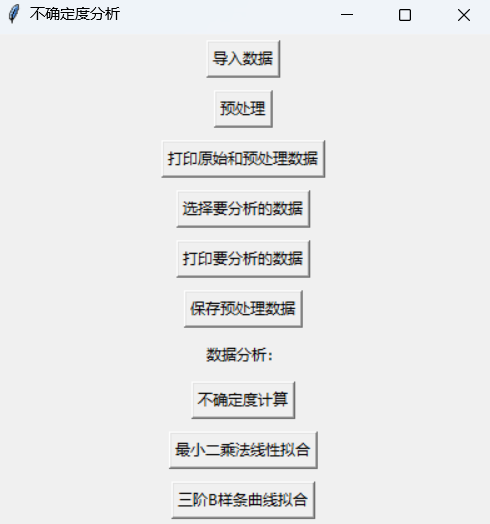 不确定度分析
导入数据
预处理
打印原始和预处理数据
选择要分析的数据
打印要分析的数据
保存预处理数据
数据分析：
不确定度计算
最小二乘法线性拟合
三阶B样条曲线拟合